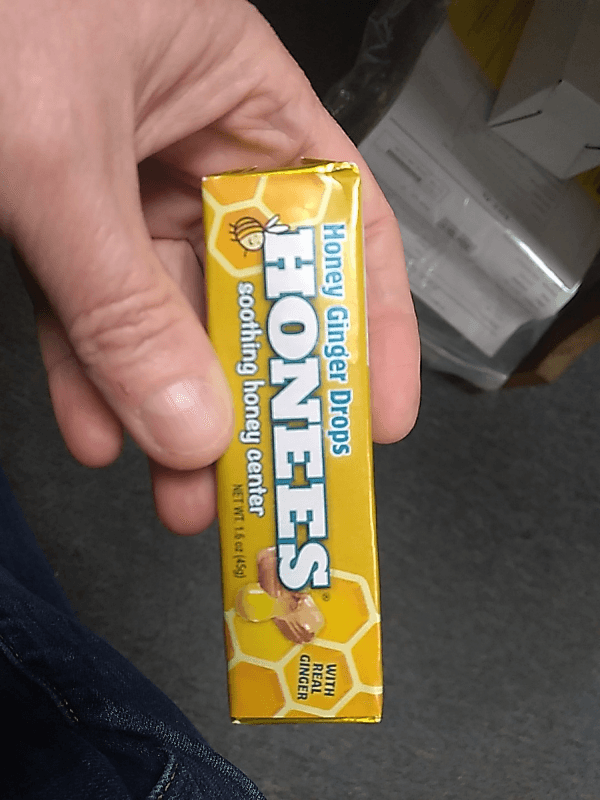 Honey Ginger Drops
HONEES®
soothing honey center
NET WT. 1.6 oz (45g)
WITH
REAL
GINGER